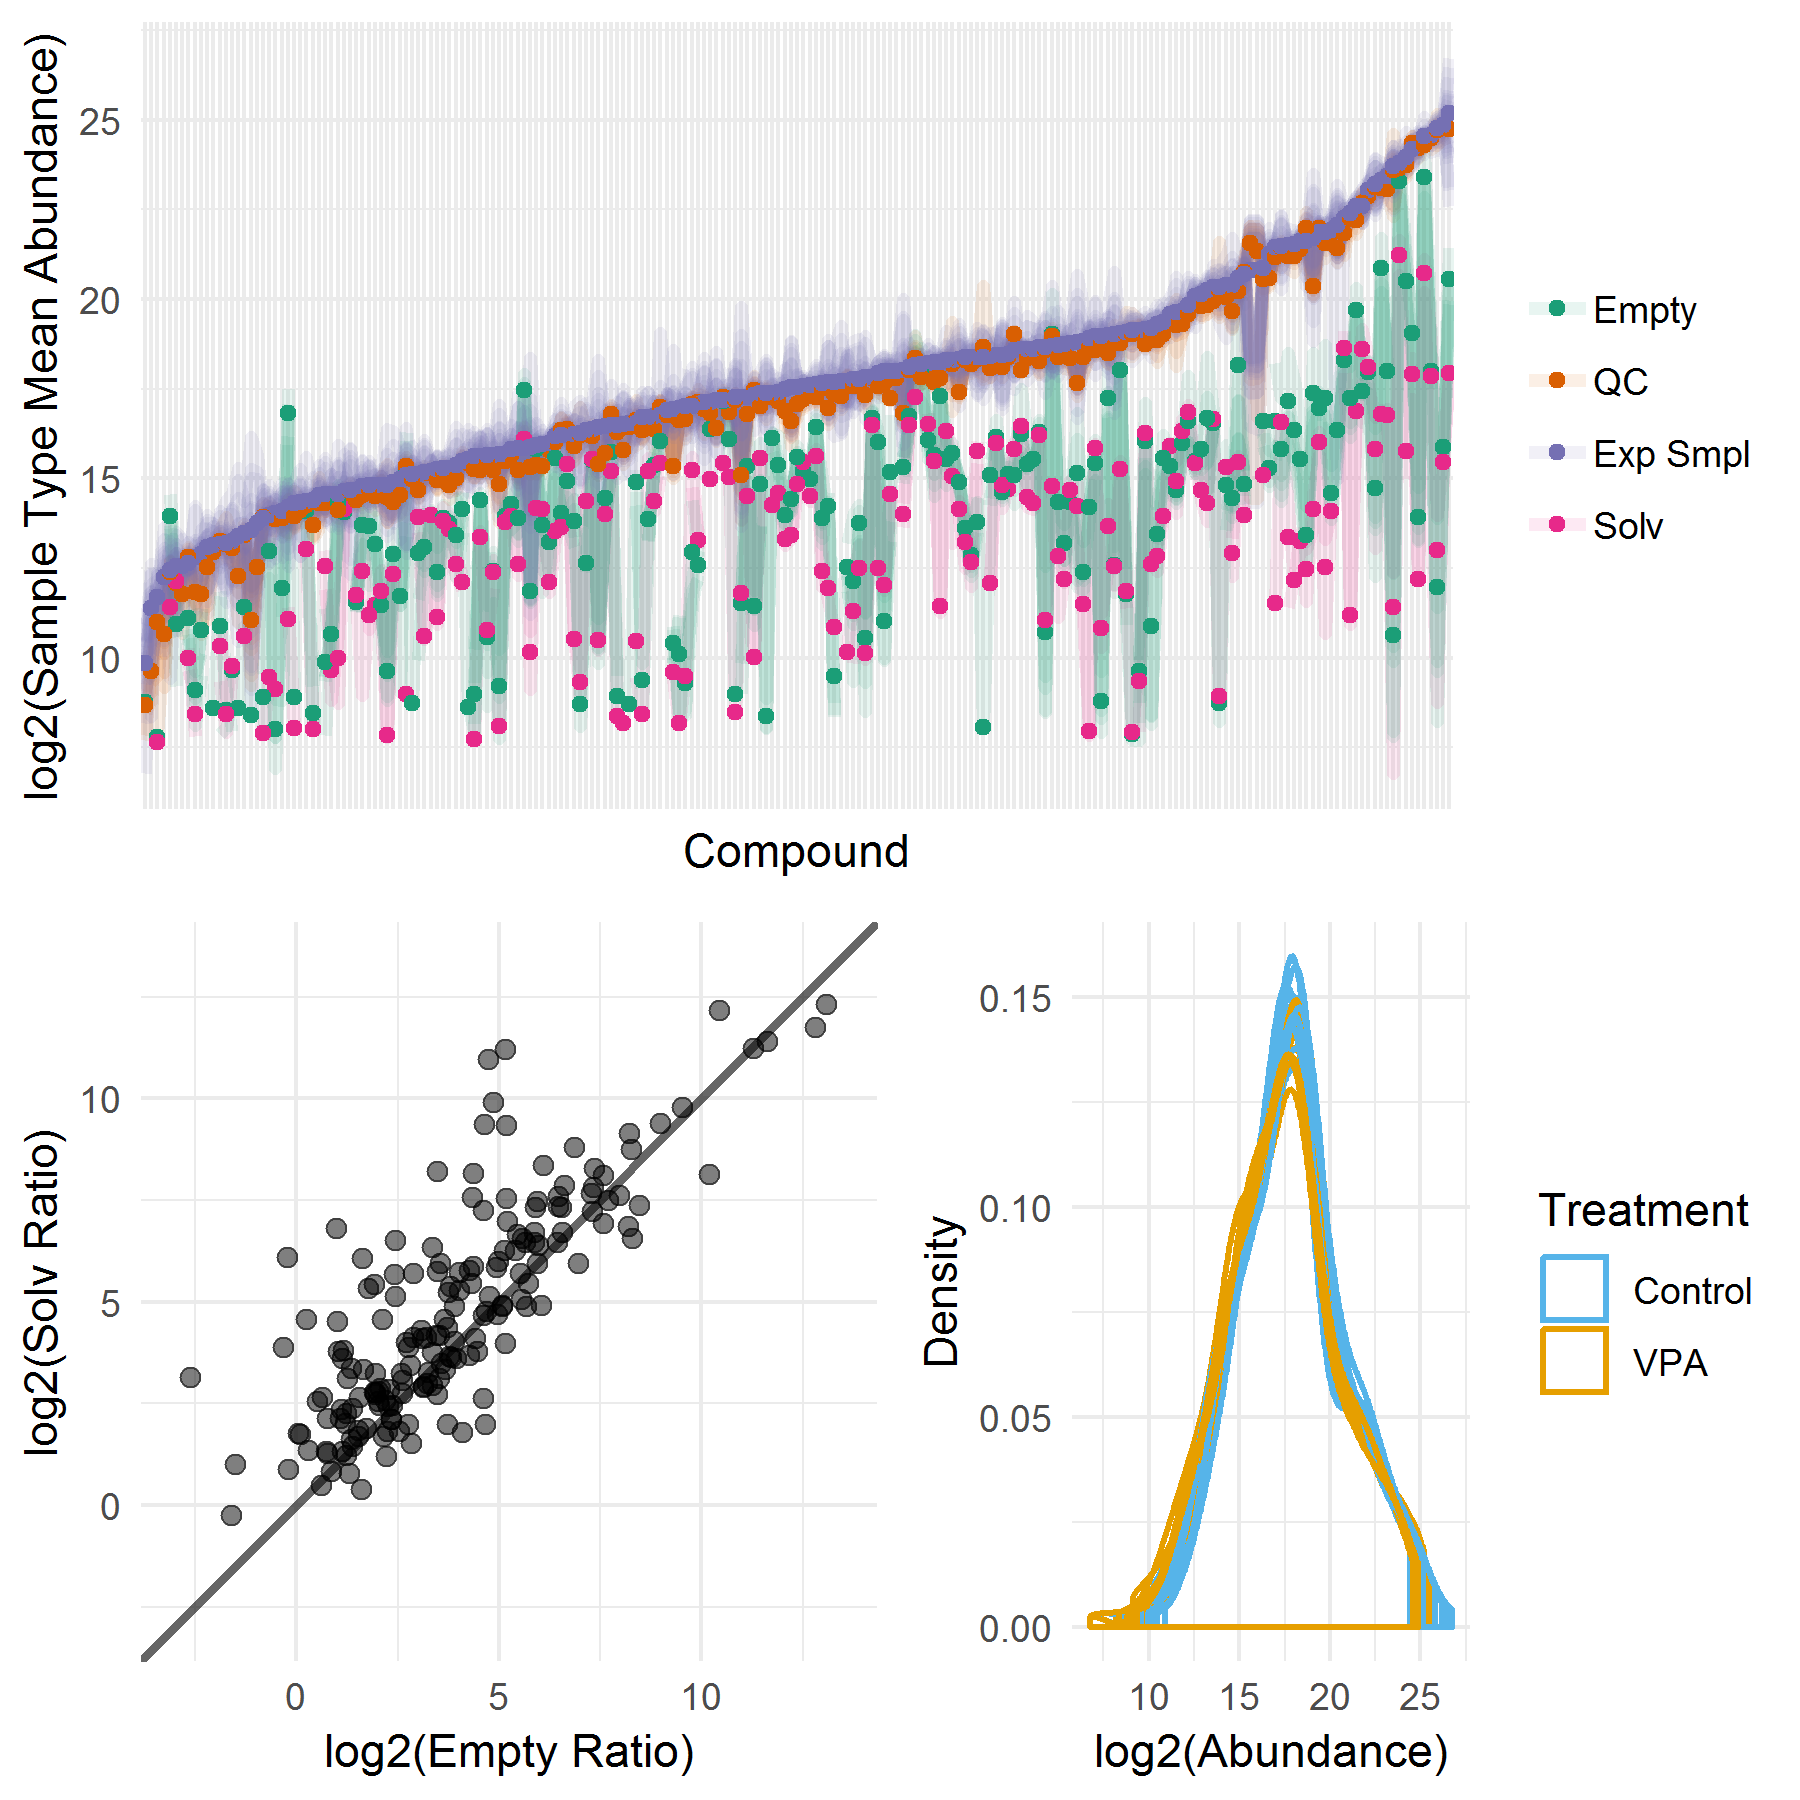 log2(Sample Type Mean Abundance)
25
20
15
10
Compound
Empty
QC
Exp Smpl
Solv
log2(Solv Ratio)
10
5
0
0 5 10
log2(Empty Ratio)
Density
0.15
0.10
0.05
0.00
10 15 20 25
log2(Abundance)
Treatment
Control
VPA